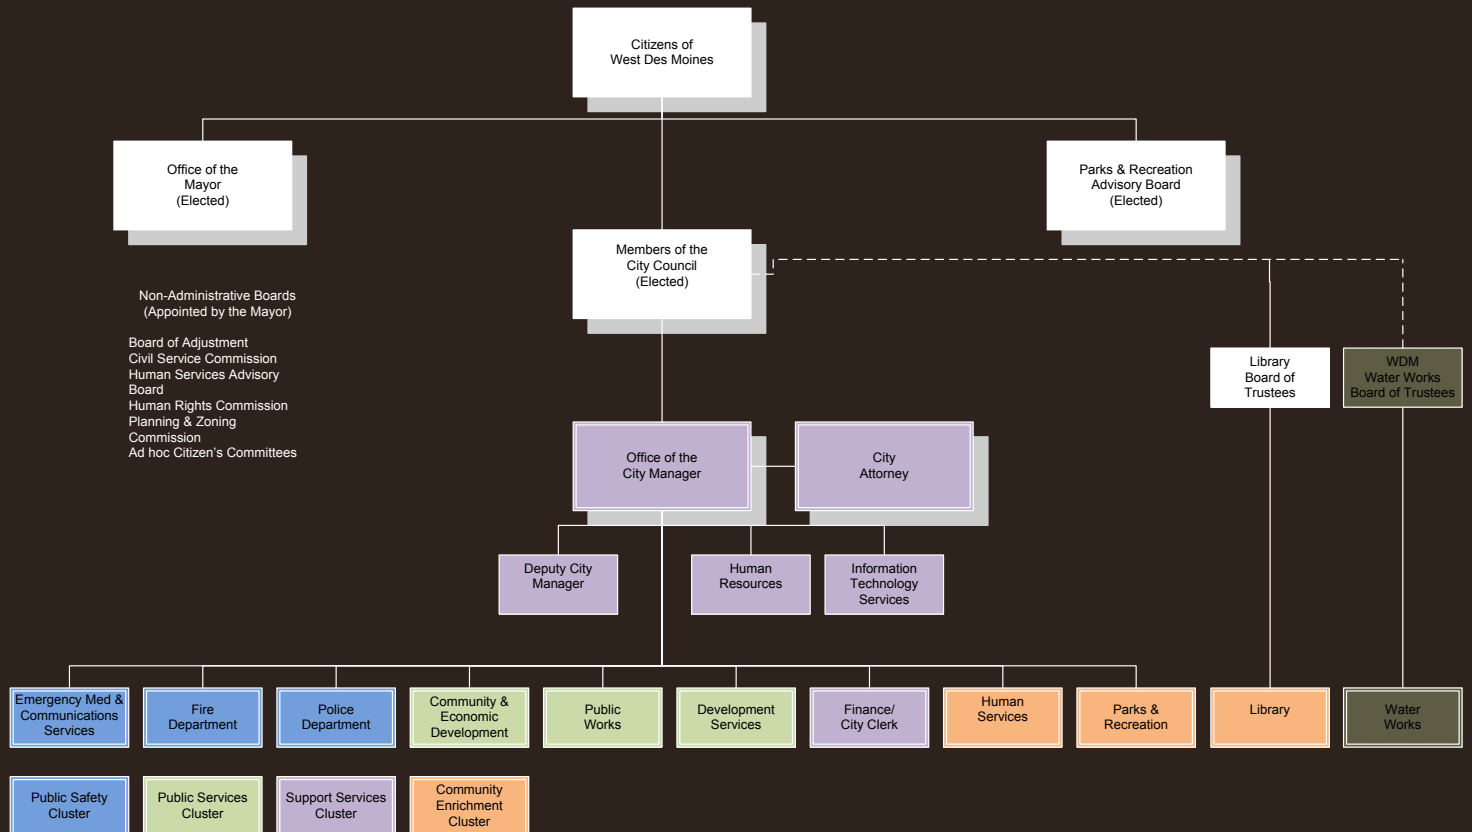 Citizens of
West Des Moines
Office of the
Mayor
(Elected)
Parks & Recreation
Advisory Board
(Elected)
Members of the
City Council
(Elected)
Non-Administrative Boards
(Appointed by the Mayor)
Board of Adjustment
Civil Service Commission
Human Services Advisory
Board
Human Rights Commission
Planning & Zoning
Commission
Ad hoc Citizen’s Committees
Library
Board of
Trustees
WDM
Water Works
Board of Trustees
Office of the
City Manager
City
Attorney
Deputy City
Manager
Human
Resources
Information
Technology
Services
Emergency Med &
Communications
Services
Fire
Department
Police
Department
Community &
Economic
Development
Public
Works
Development
Services
Finance/
City Clerk
Human
Services
Parks &
Recreation
Library
Water
Works
Public Safety
Cluster
Public Services
Cluster
Support Services
Cluster
Community
Enrichment
Cluster